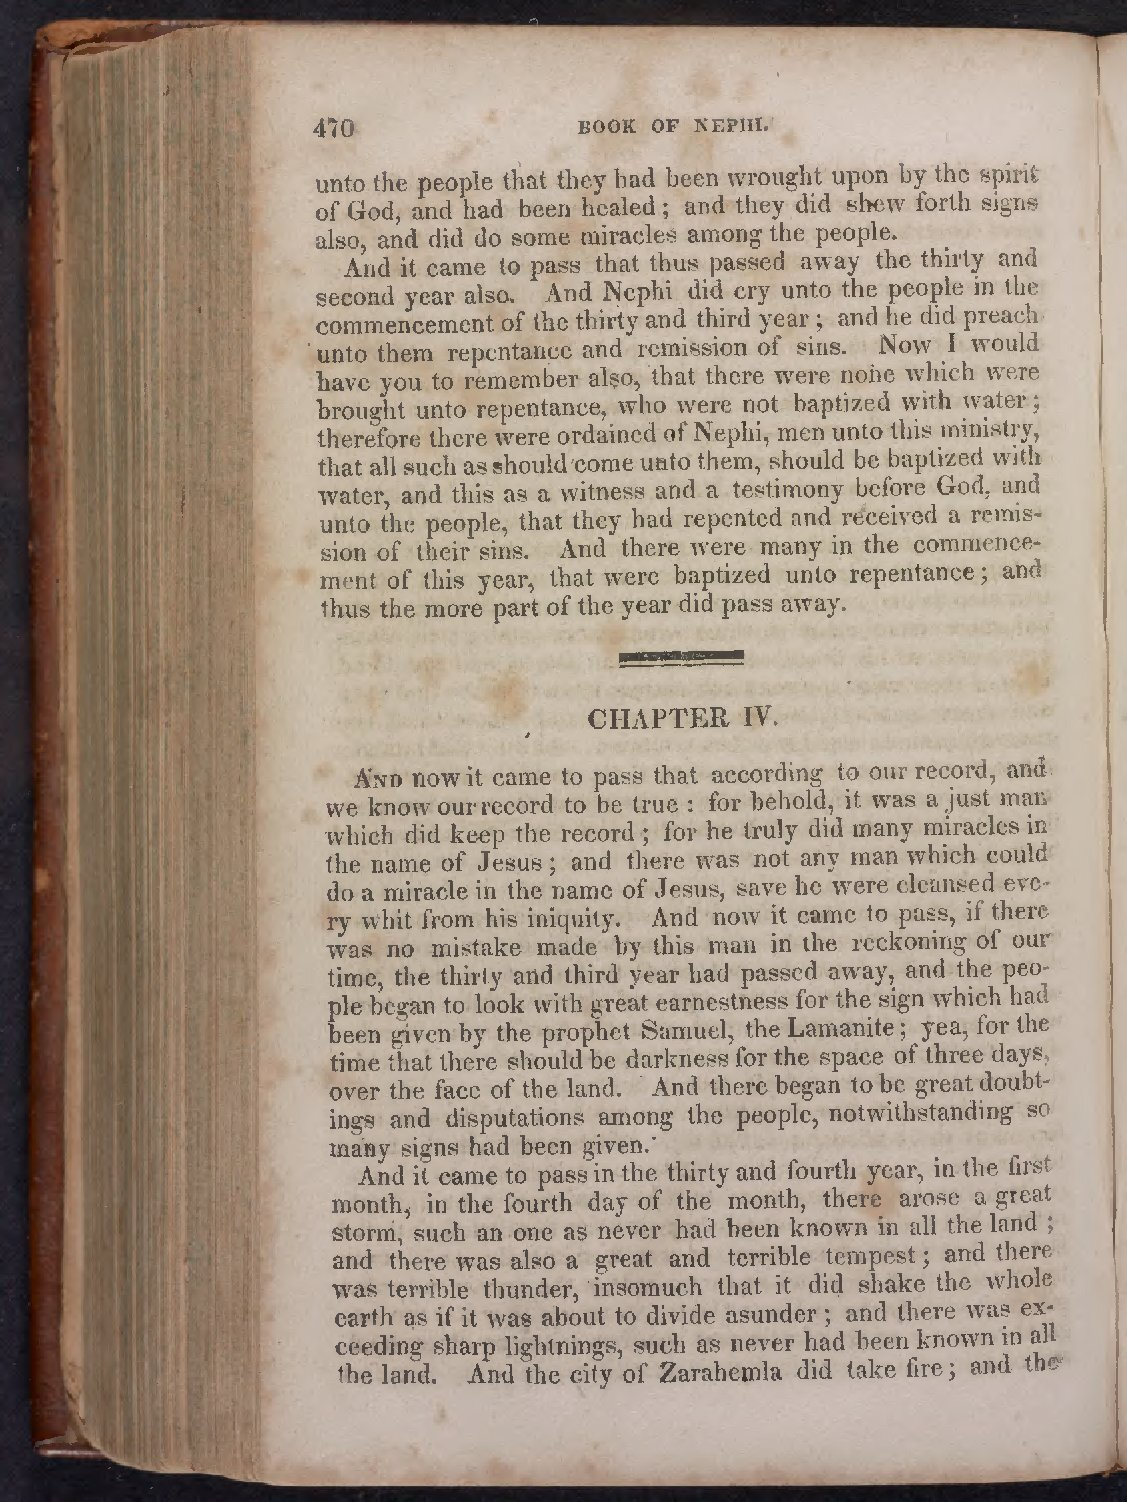 470 BOOK OF NEPHI.
unto the people that they had been wrought upon by the spirit
of God, and had been healed; and they did shew forth signs
also, and did do some miracles among the people.
And it came to pass that thus passed away the thirty and
second year also. And Nephi did cry unto the people in the
commencement of the thirty and third year; and he did preach
unto them repentance and remission of sins. Now I would
have you to remember also, that there were none which were
brought unto repentance, who were not baptized with water;
therefore there were ordained of Nephi, men unto this ministry,
that all such as should come unto them, should be baptized with
water, and this as a witness and a testimony before God, and
unto the people, that they had repented and received a remis-
sion of their sins. And there were many in the commence-
ment of this year, that were baptized unto repentance; and
thus the more part of the year did pass away.
CHAPTER IV.
AND now it came to pass that according to our record, and
we know our record to be true: for behold, it was a just man
which did keep the record; for he truly did many miracles in
the name of Jesus; and there was not any man which could
do a miracle in the name of Jesus, save he were cleansed eve-
ry whit from his iniquity. And now it came to pass, if there
was no mistake made by this man in the reckoning of our
time, the thirty and third year had passed away, and the peo-
ple began to look with great earnestness for the sign which had
been given by the prophet Samuel, the Lamanite; yea, for the
time that there should be darkness for the space of three days,
over the face of the land. And there began to be great doubt-
ings and disputations among the people, notwithstanding so
many signs had been given.
And it came to pass in the thirty and fourth year, in the first
month, in the fourth day of the month, there arose a great
storm, such an one as never had been known in all the land;
and there was also a great and terrible tempest; and there
was terrible thunder, insomuch that it did shake the whole
earth as if it was about to divide asunder; and there was ex-
ceeding sharp lightnings, such as never had been known in all
the land. And the city of Zarahemla did take fire; and the